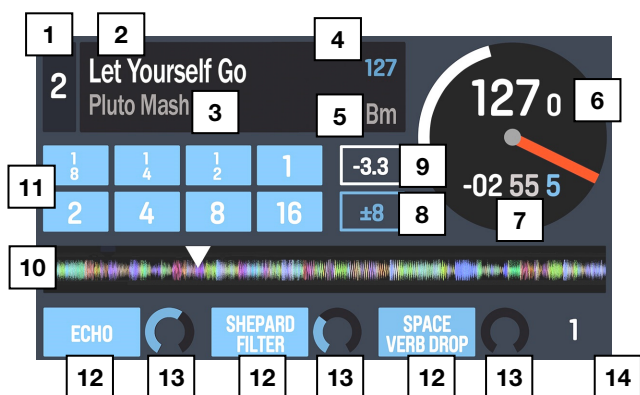 1 2 4
2 Let Yourself Go 127
Pluto Mash 3 5 Bm
127 0 6
-02 55 5
7
11 1/8 1/4 1/2 1 -3.3 9
2 4 8 16 ±8 8
10
ECHO SHEPARD FILTER SPACE VERB DROP 1
12 13 12 13 12 13 14